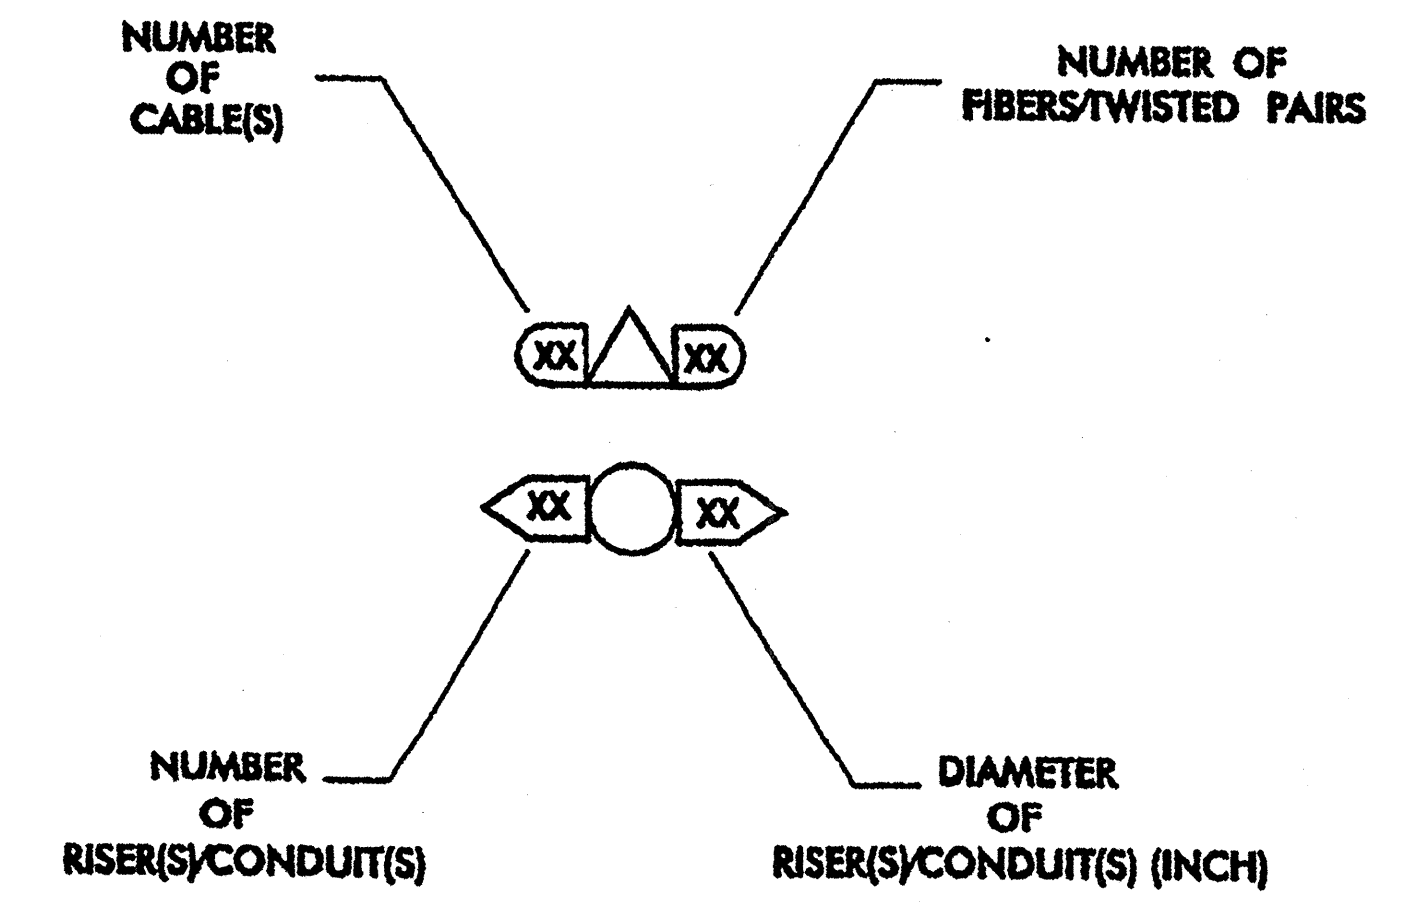 NUMBER
OF
CABLE(S)
NUMBER OF
FIBERS/TWISTED PAIRS
XX XX
XX XX
NUMBER
OF
RISER(S)/CONDUIT(S)
DIAMETER
OF
RISER(S)/CONDUIT(S) (INCH)